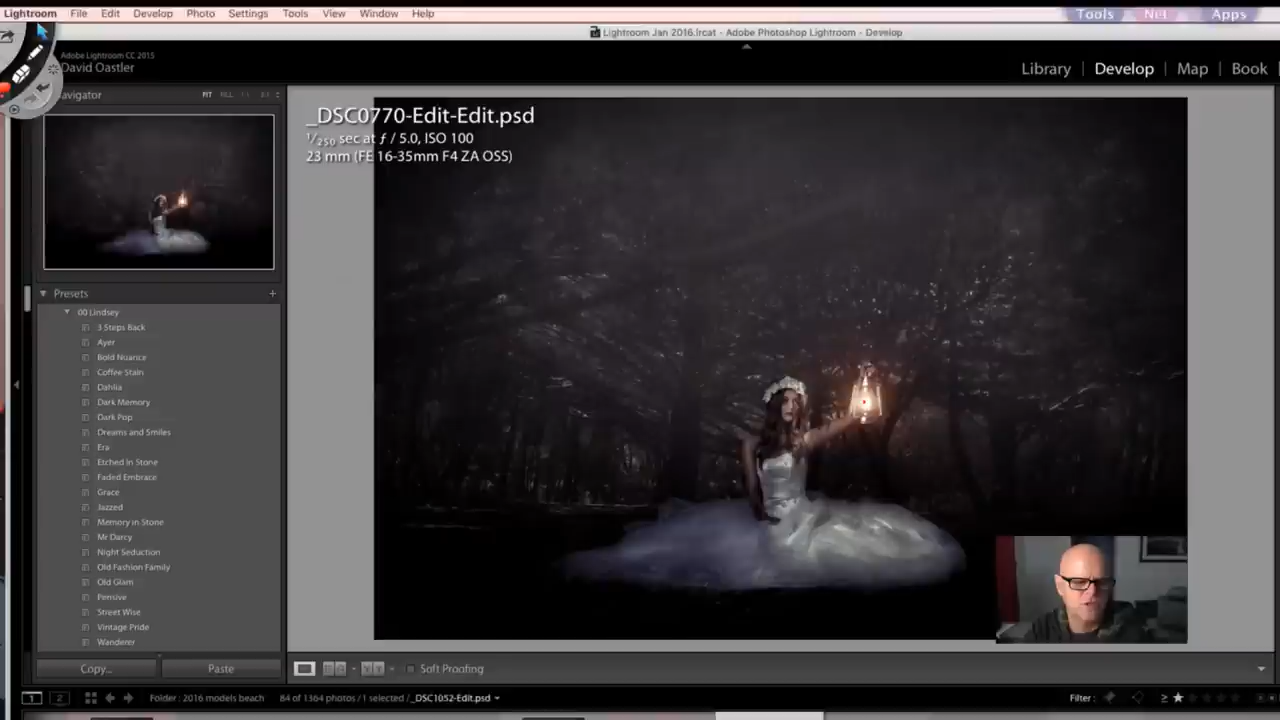 Lightroom File Edit Develop Photo Settings Tools View Window Help
Tools Net Apps
Lightroom Jan 2016.lrcat - Adobe Photoshop Lightroom - Develop
Adobe Lightroom CC 2015
David Oastler
Library | Develop | Map | Book
avigator FIT FILL 1:1
_DSC0770-Edit-Edit.psd
1/250 sec at ƒ / 5.0, ISO 100
23 mm (FE 16-35mm F4 ZA OSS)
Presets +
00 Lindsey
3 Steps Back
Ayer
Bold Nuance
Coffee Stain
Dahlia
Dark Memory
Dark Pop
Dreams and Smiles
Era
Etched In Stone
Faded Embrace
Grace
Jazzed
Memory in Stone
Mr Darcy
Night Seduction
Old Fashion Family
Old Glam
Pensive
Street Wise
Vintage Pride
Wanderer
Copy... Paste
Soft Proofing
1 2 Folder : 2016 models beach 84 of 1364 photos / 1 selected / _DSC1052-Edit.psd Filter : ≥